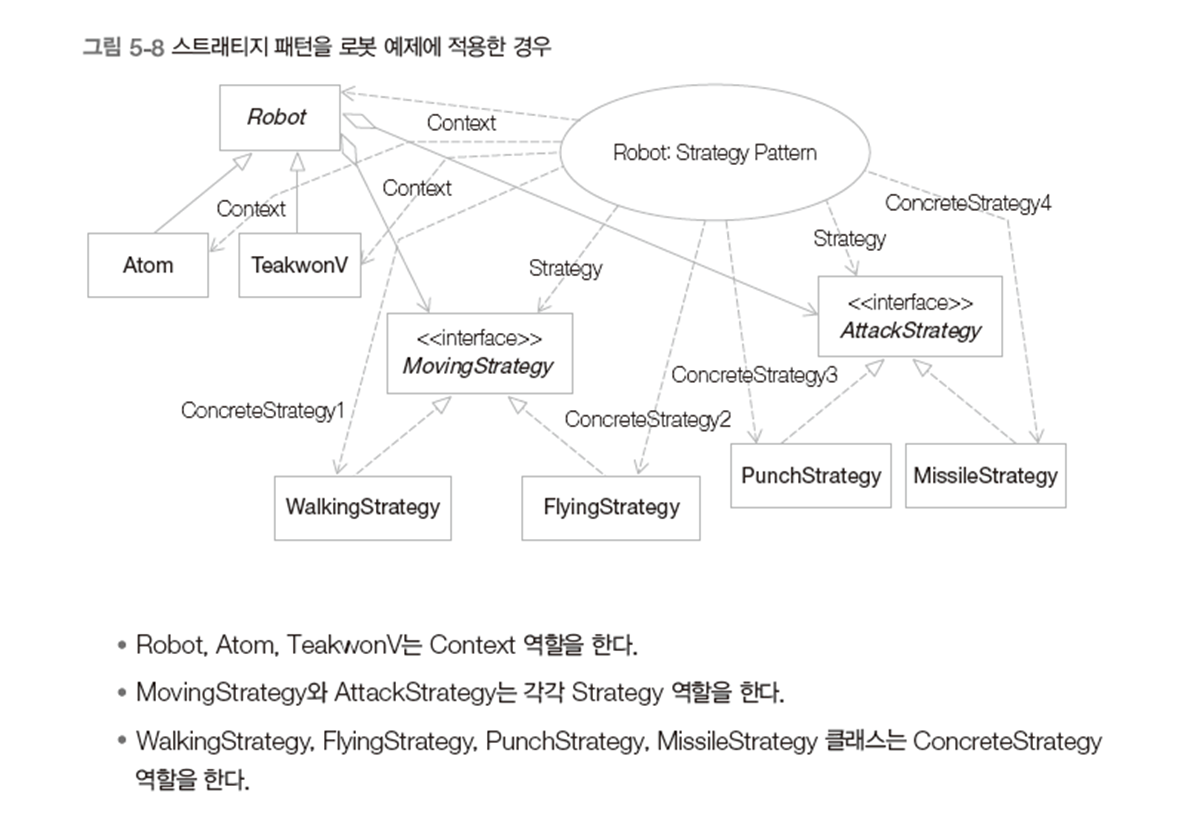 그림 5-8 스트래티지 패턴을 로봇 예제에 적용한 경우
Robot
Context
Robot: Strategy Pattern
Context
Context
ConcreteStrategy4
Atom
TeakwonV
Strategy
Strategy
<<interface>>
AttackStrategy
<<interface>>
MovingStrategy
ConcreteStrategy3
ConcreteStrategy1
ConcreteStrategy2
PunchStrategy
MissileStrategy
WalkingStrategy
FlyingStrategy
• Robot, Atom, TeakwonV는 Context 역할을 한다.
• MovingStrategy와 AttackStrategy는 각각 Strategy 역할을 한다.
• WalkingStrategy, FlyingStrategy, PunchStrategy, MissileStrategy 클래스는 ConcreteStrategy
역할을 한다.